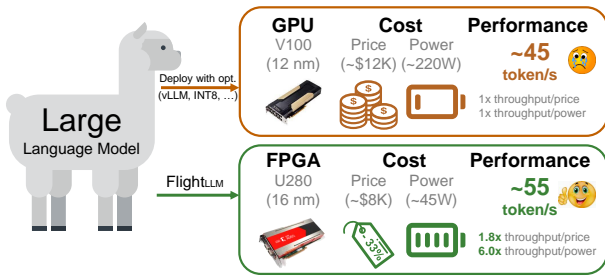 Large
Language Model
Deploy with opt.
(vLLM, INT8, …)
GPU
V100
(12 nm)
Cost
Price Power
(~$12K) (~220W)
$
$ $
Performance
~45
token/s
1x throughput/price
1x throughput/power
FlightLLM
FPGA
U280
(16 nm)
Cost
Price Power
(~$8K) (~45W)
- 33%
Performance
~55
token/s
1.8x throughput/price
6.0x throughput/power